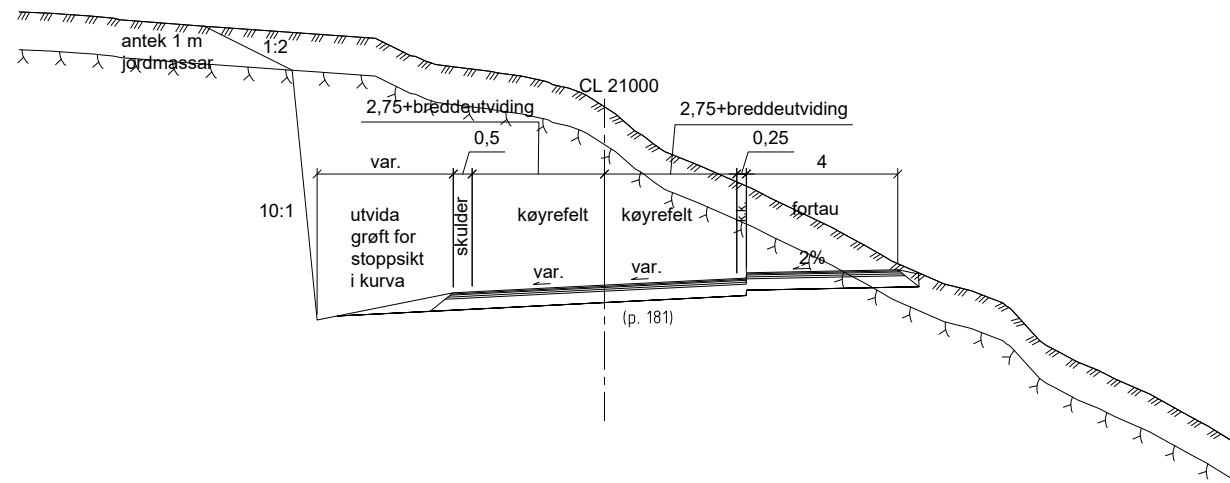 antek 1 m
jordmassar
1:2
CL 21000
2,75+breddeutviding
2,75+breddeutviding
0,5
0,25
var.
4
10:1
utvida
grøft for
stoppsikt
i kurva
skulder
køyrefelt
køyrefelt
fortau
2%
var.
var.
(p. 181)